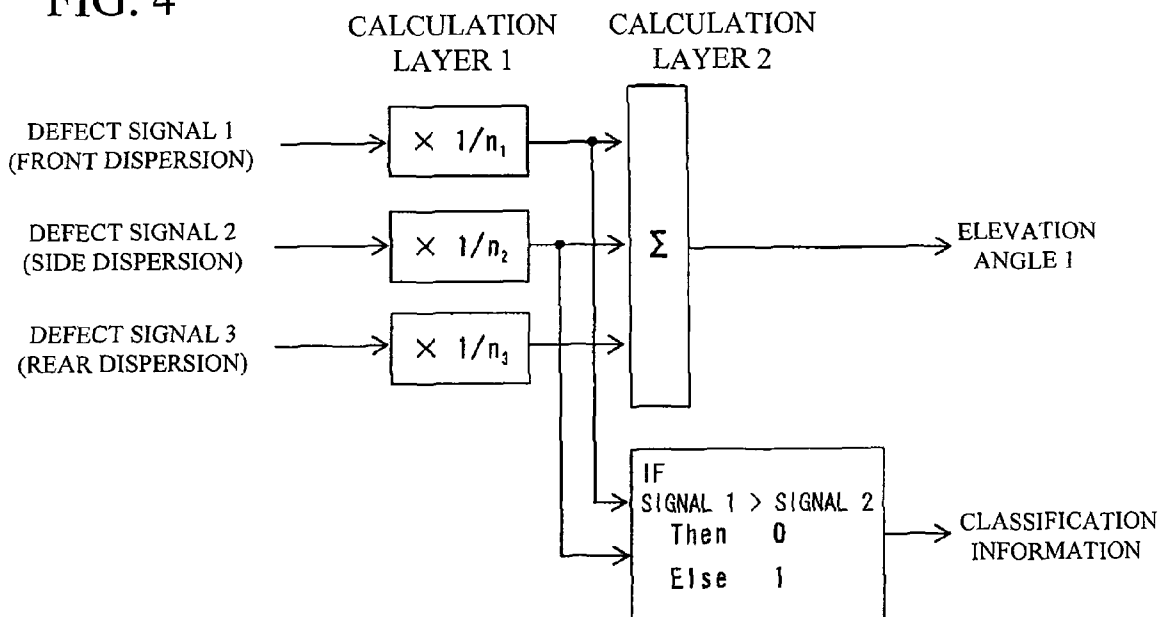 FIG. 4
CALCULATION
LAYER 1
CALCULATION
LAYER 2
DEFECT SIGNAL 1
(FRONT DISPERSION)
× 1/n₁
DEFECT SIGNAL 2
(SIDE DISPERSION)
× 1/n₂
Σ
ELEVATION
ANGLE 1
DEFECT SIGNAL 3
(REAR DISPERSION)
× 1/n₃
IF
SIGNAL 1 > SIGNAL 2
Then 0
Else 1
CLASSIFICATION
INFORMATION